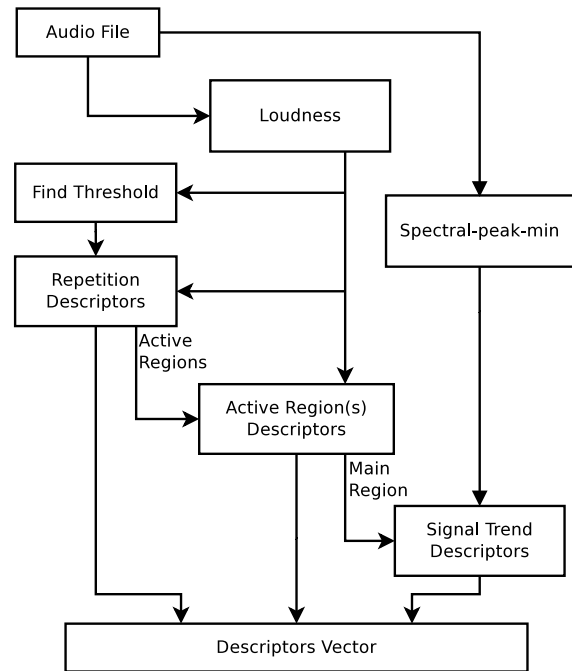 Audio File
Loudness
Find Threshold
Spectral-peak-min
Repetition
Descriptors
Active
Regions
Active Region(s)
Descriptors
Main
Region
Signal Trend
Descriptors
Descriptors Vector